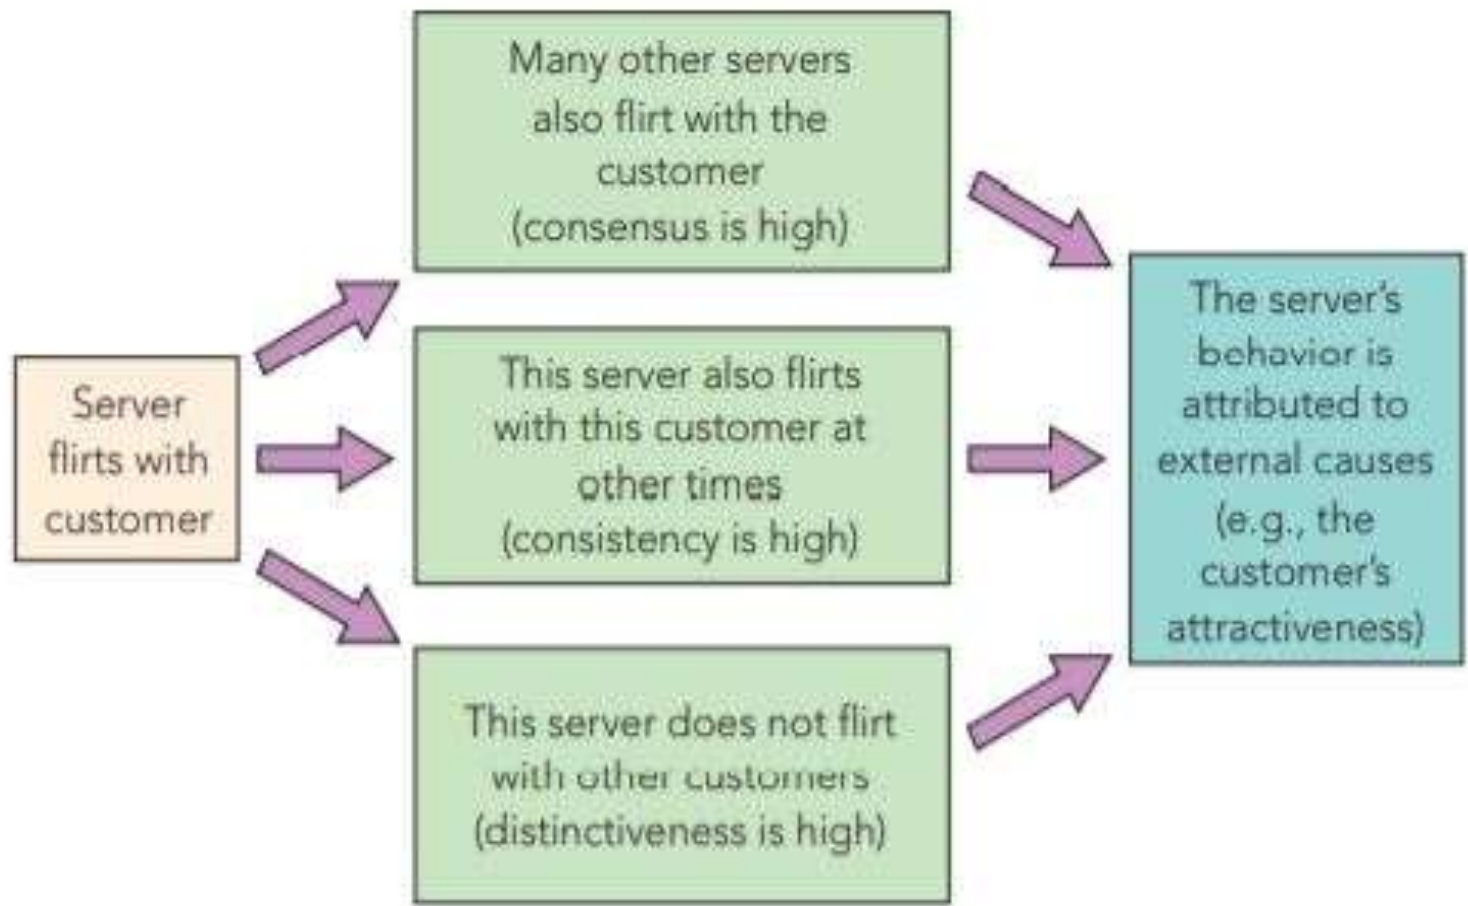 Server
flirts with
customer
Many other servers
also flirt with the
customer
(consensus is high)
This server also flirts
with this customer at
other times
(consistency is high)
This server does not flirt
with other customers
(distinctiveness is high)
The server's
behavior is
attributed to
external causes
(e.g., the
customer's
attractiveness)